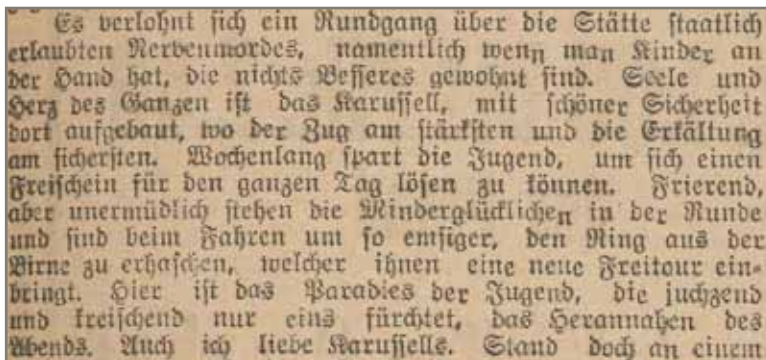 Es verlohnt sich ein Rundgang über die Stätte staatlich
erlaubten Nervenmordes, namentlich wenn man Kinder an
der Hand hat, die nichts Besseres gewohnt sind. Seele und
Herz des Ganzen ist das Karussell, mit schöner Sicherheit
dort aufgebaut, wo der Zug am stärksten und die Erkältung
am sichersten. Wochenlang spart die Jugend, um sich einen
Freischein für den ganzen Tag lösen zu können. Frierend,
aber unermüdlich stehen die Minderglücklichen in der Runde
und sind beim Fahren um so emsiger, den Ring aus der
Birne zu erhaschen, welcher ihnen eine neue Freitour ein-
bringt. Hier ist das Paradies der Jugend, die juchzend
und kreischend nur eins fürchtet, das Herannahen des
Abends. Auch ich liebe Karussells. Stand doch an einem